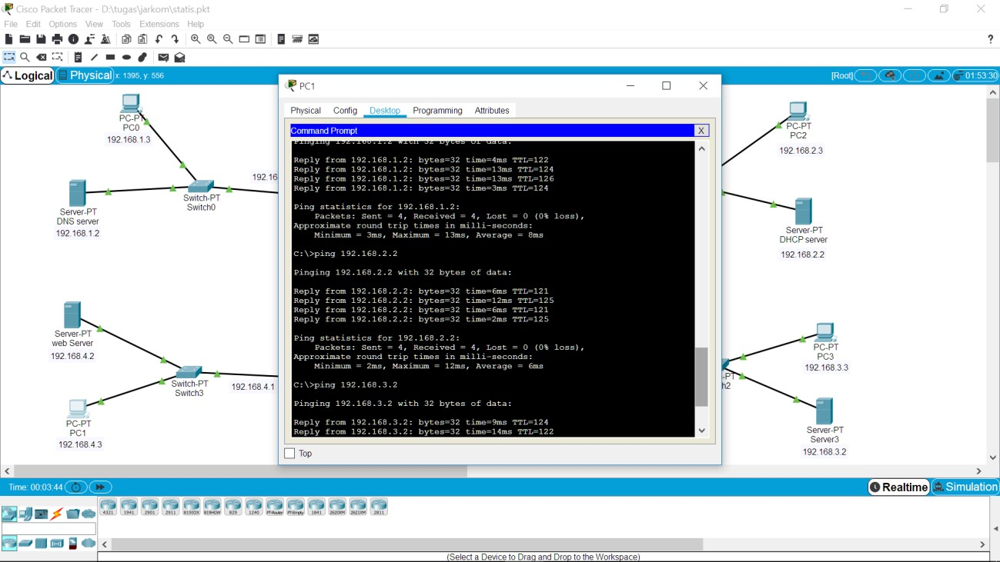 Cisco Packet Tracer - D:\tugas\jarkom\statis.pkt
File Edit Options View Tools Extensions Help
?
Logical Physical x: 1395, y: 556
[Root] 01:53:30
PC-PT
PC0
192.168.1.3
Server-PT
DNS server
192.168.1.2
Switch-PT
Switch0
192.16
Server-PT
web Server
192.168.4.2
Switch-PT
Switch3
192.168.4.1
PC-PT
PC1
192.168.4.3
PC1
Physical Config Desktop Programming Attributes
Command Prompt X
Pinging 192.168.1.2 with 32 bytes of data:
Reply from 192.168.1.2: bytes=32 time=4ms TTL=122
Reply from 192.168.1.2: bytes=32 time=13ms TTL=124
Reply from 192.168.1.2: bytes=32 time=13ms TTL=126
Reply from 192.168.1.2: bytes=32 time=3ms TTL=124
Ping statistics for 192.168.1.2:
Packets: Sent = 4, Received = 4, Lost = 0 (0% loss),
Approximate round trip times in milli-seconds:
Minimum = 3ms, Maximum = 13ms, Average = 8ms
C:\>ping 192.168.2.2
Pinging 192.168.2.2 with 32 bytes of data:
Reply from 192.168.2.2: bytes=32 time=6ms TTL=121
Reply from 192.168.2.2: bytes=32 time=12ms TTL=125
Reply from 192.168.2.2: bytes=32 time=6ms TTL=121
Reply from 192.168.2.2: bytes=32 time=2ms TTL=125
Ping statistics for 192.168.2.2:
Packets: Sent = 4, Received = 4, Lost = 0 (0% loss),
Approximate round trip times in milli-seconds:
Minimum = 2ms, Maximum = 12ms, Average = 6ms
C:\>ping 192.168.3.2
Pinging 192.168.3.2 with 32 bytes of data:
Reply from 192.168.3.2: bytes=32 time=9ms TTL=124
Reply from 192.168.3.2: bytes=32 time=14ms TTL=122
Top
PC-PT
PC2
192.168.2.3
Server-PT
DHCP server
192.168.2.2
PC-PT
PC3
192.168.3.3
-PT
h2
Server-PT
Server3
192.168.3.2
Time: 00:03:44
Realtime Simulation
4321 1941 2901 2911 819IOX 819HGW 829 1240 PT-Router PT-Empty 1841 2620XM 2621XM 2811
(Select a Device to Drag and Drop to the Workspace)